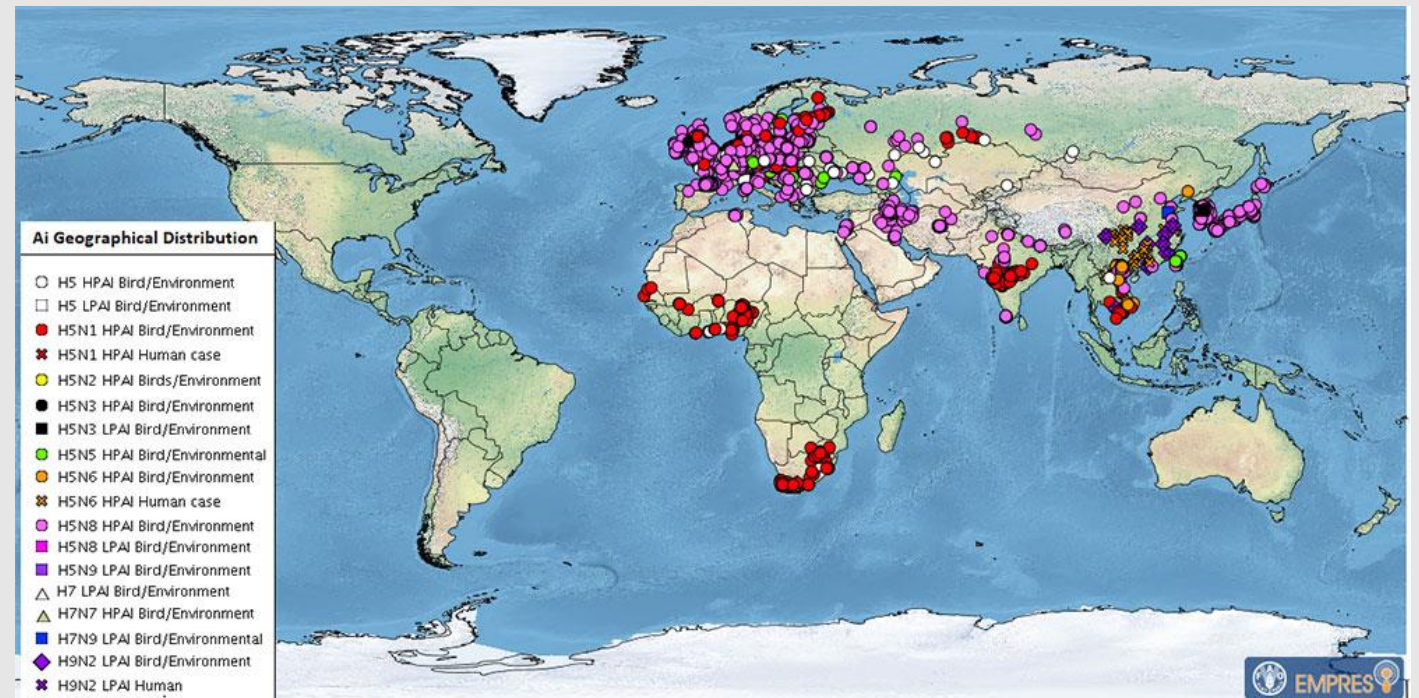 Ai Geographical Distribution
H5 HPAI Bird/Environment
H5 LPAI Bird/Environment
H5N1 HPAI Bird/Environment
H5N1 HPAI Human case
H5N2 HPAI Birds/Environment
H5N3 HPAI Bird/Environment
H5N3 LPAI Bird/Environment
H5N5 HPAI Bird/Environmental
H5N6 HPAI Bird/Environment
H5N6 HPAI Human case
H5N8 HPAI Bird/Environment
H5N8 LPAI Bird/Environment
H5N9 LPAI Bird/Environment
H7 LPAI Bird/Environment
H7N7 HPAI Bird/Environment
H7N9 LPAI Bird/Environmental
H9N2 LPAI Bird/Environment
H9N2 LPAI Human
EMPRES